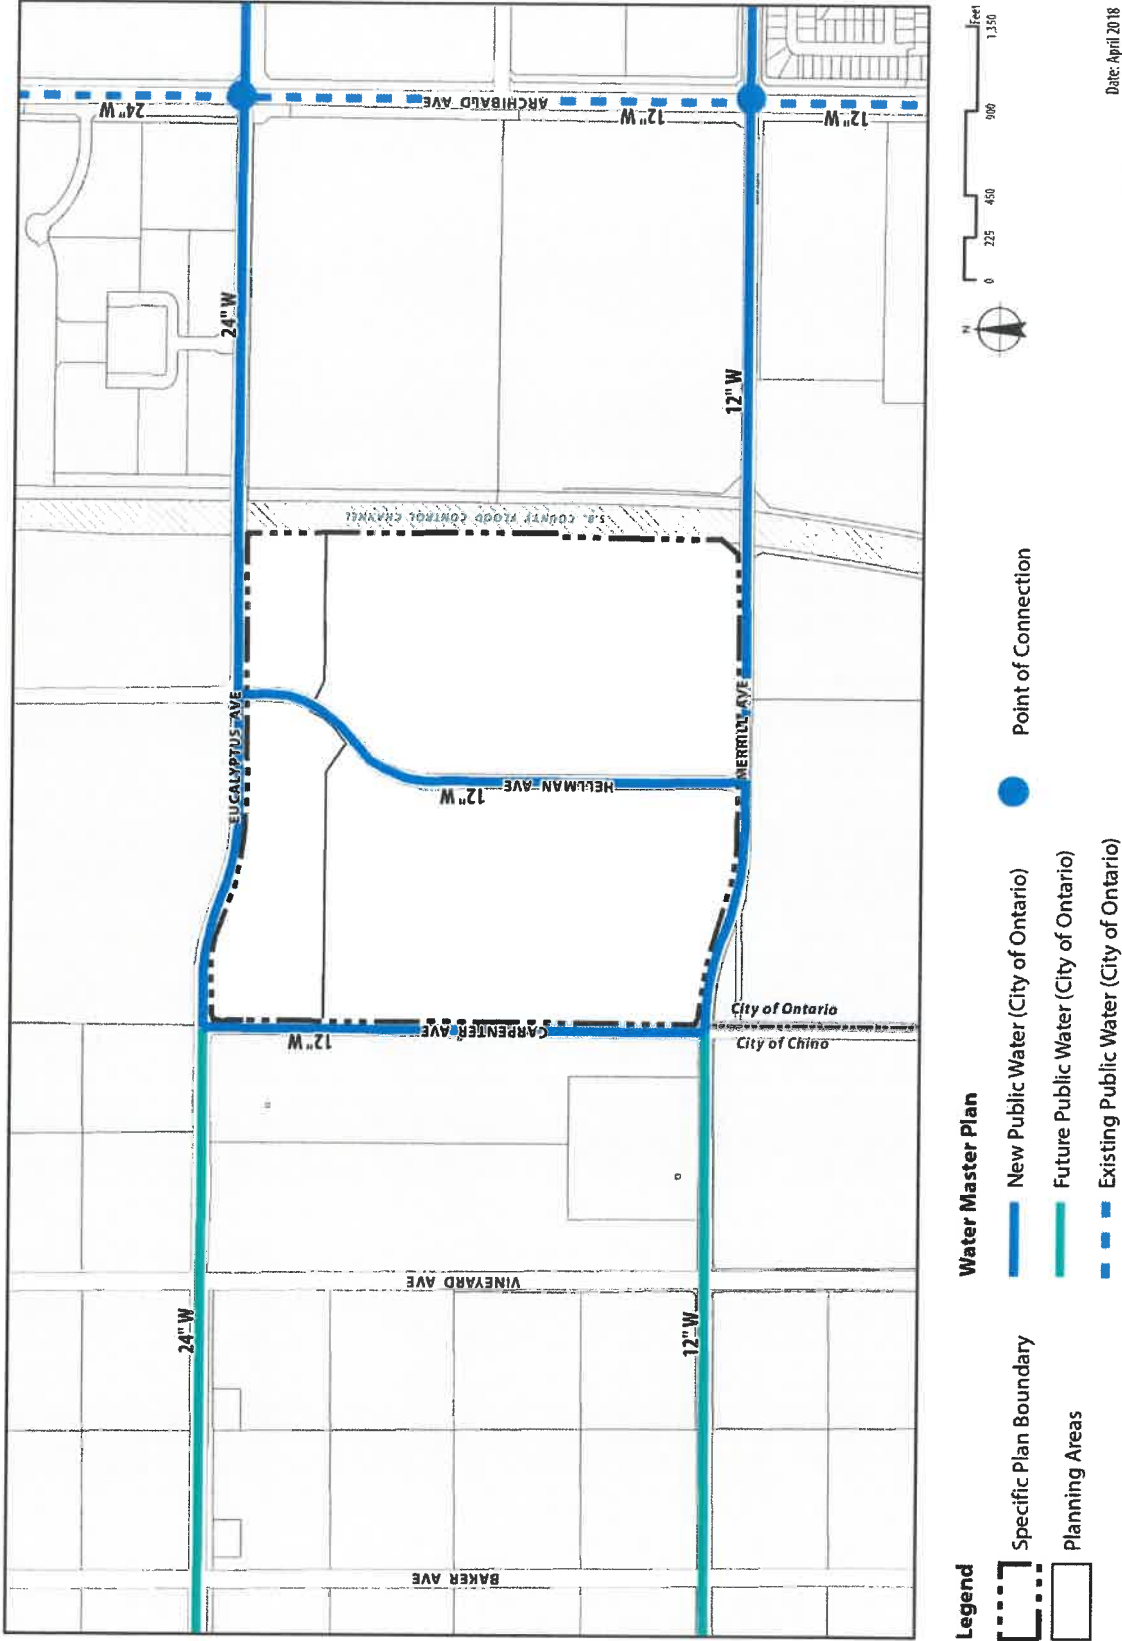 24" W
12" W
12" W
ARCHIBALD AVE
24" W
12" W
S.B. COUNTY FLOOD CONTROL CHANNEL
EUCALYPTUS AVE
12" W
HELLMAN AVE
MERRILL AVE
12" W
CARPENTER AVE
City of Ontario
City of Chino
VINEYARD AVE
24" W
12" W
BAKER AVE
Legend
Specific Plan Boundary
Planning Areas
Water Master Plan
New Public Water (City of Ontario)
Future Public Water (City of Ontario)
Existing Public Water (City of Ontario)
Point of Connection
N
0 225 450 900 1,350
Feet
Date: April 2018